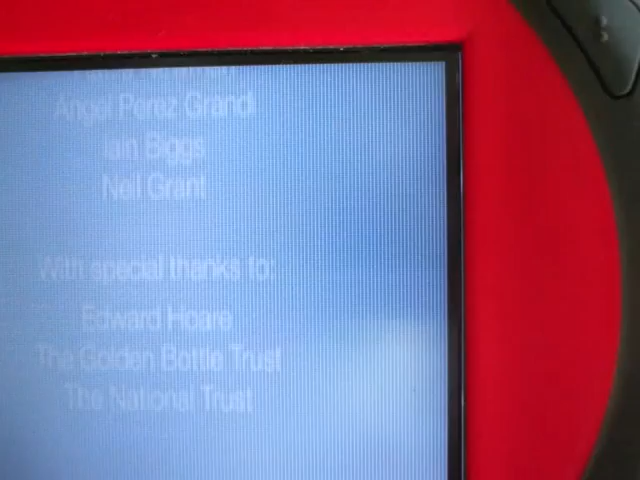 Angel Perez Grandi
Iain Biggs
Neil Grant
With special thanks to:
Edward Hoare
The Golden Bottle Trust
The National Trust